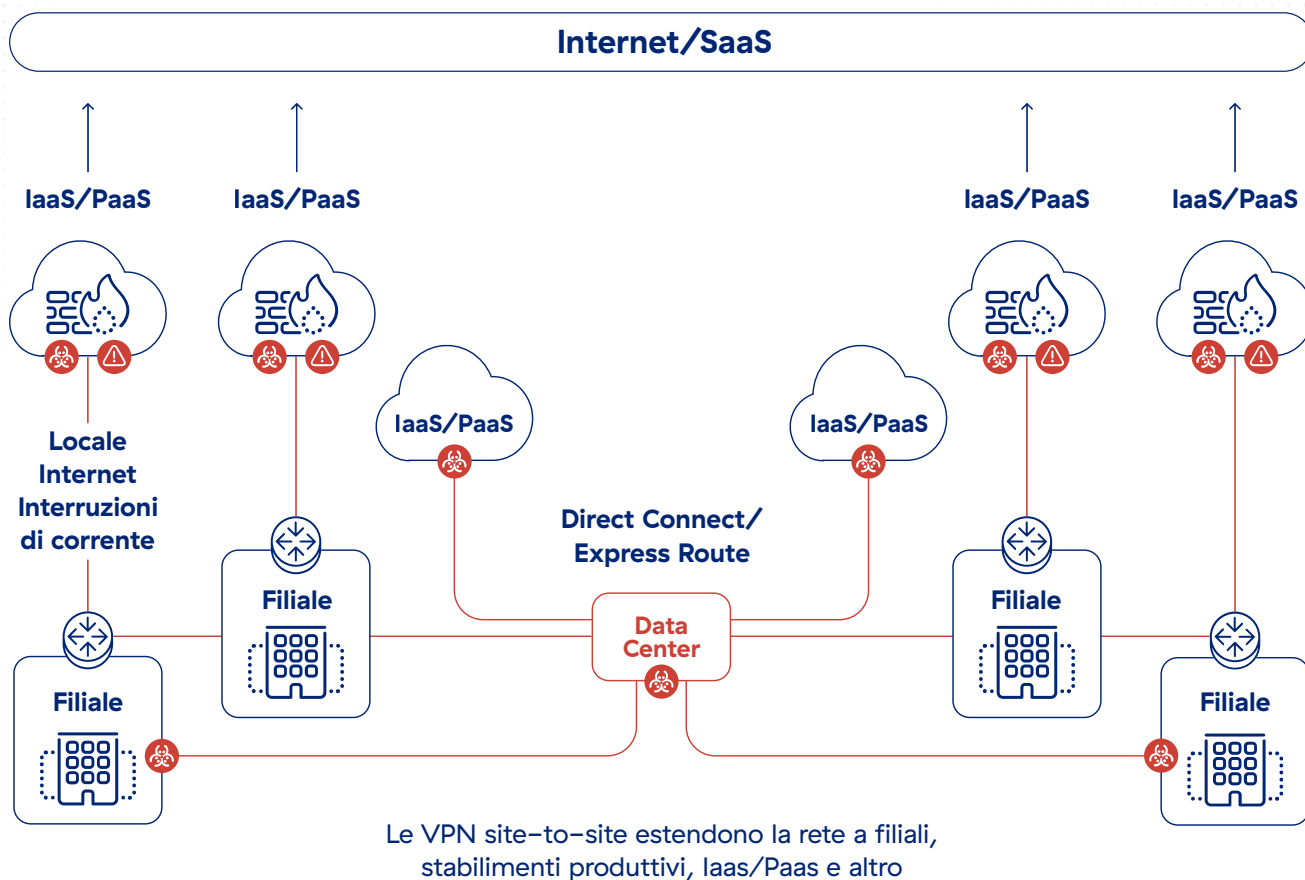 Internet/SaaS
IaaS/PaaS
IaaS/PaaS
IaaS/PaaS
IaaS/PaaS
IaaS/PaaS
IaaS/PaaS
Locale
Internet
Interruzioni
di corrente
Direct Connect/
Express Route
Filiale
Filiale
Data
Center
Filiale
Filiale
Le VPN site-to-site estendono la rete a filiali,
stabilimenti produttivi, Iaas/Paas e altro